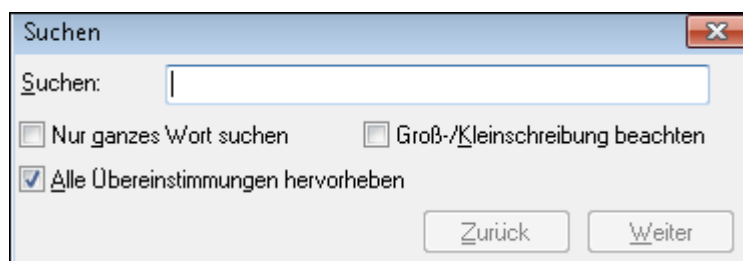 Suchen
Suchen:
Nur ganzes Wort suchen Groß-/Kleinschreibung beachten
Alle Übereinstimmungen hervorheben
Zurück Weiter